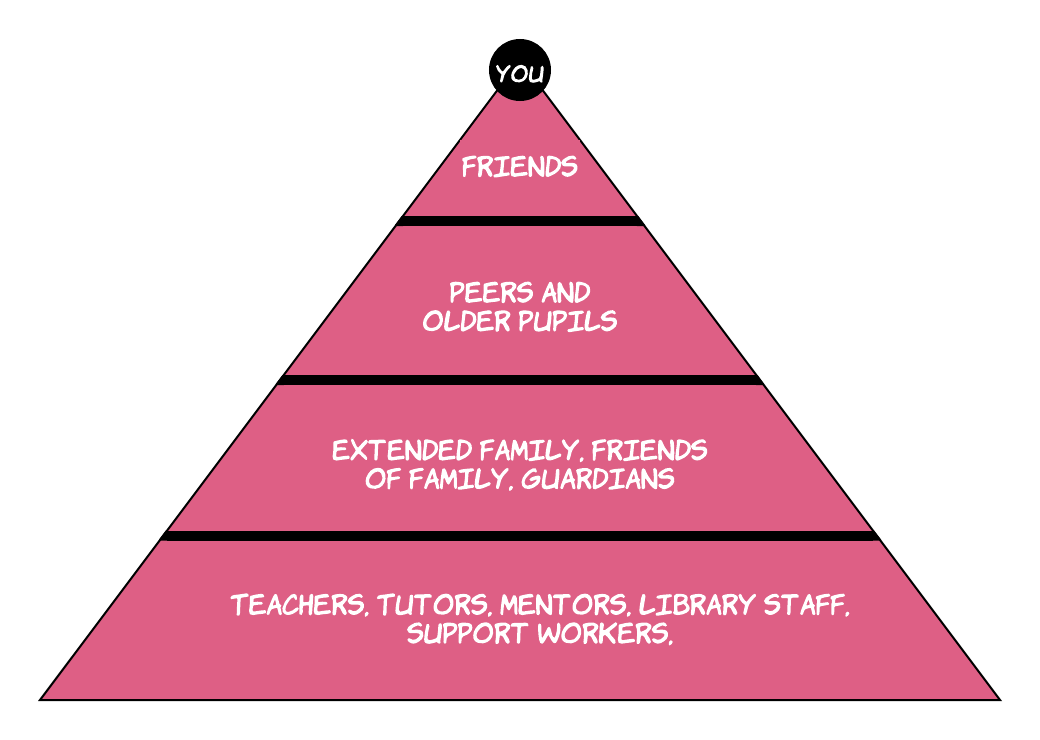 YOU
FRIENDS
PEERS AND
OLDER PUPILS
EXTENDED FAMILY, FRIENDS
OF FAMILY, GUARDIANS
TEACHERS, TUTORS, MENTORS, LIBRARY STAFF,
SUPPORT WORKERS,